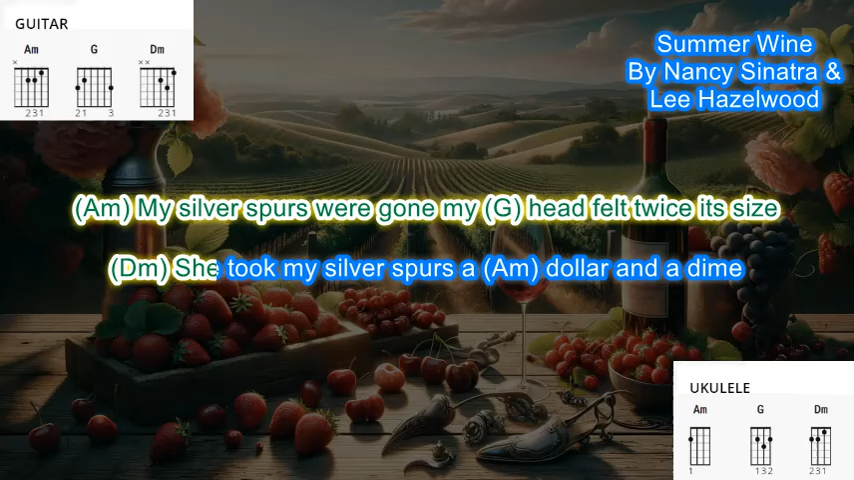 GUITAR
Am G Dm
× ××
231 21 3 231
Summer Wine
By Nancy Sinatra &
Lee Hazelwood
(Am) My silver spurs were gone my (G) head felt twice its size
(Dm) She took my silver spurs a (Am) dollar and a dime
UKULELE
Am G Dm
1 132 231